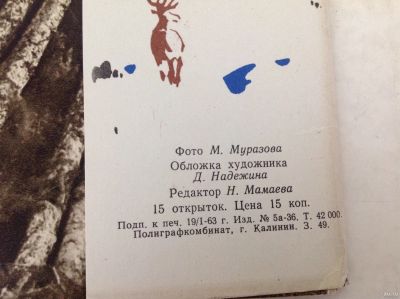 Фото М. Муразова
Обложка художника
Д. Надежина
Редактор Н. Мамаева
15 открыток. Цена 15 коп.
Подп. к печ. 19/I-63 г. Изд. № 5а-36. Т. 42 000.
Полиграфкомбинат, г. Калинин. З. 49.